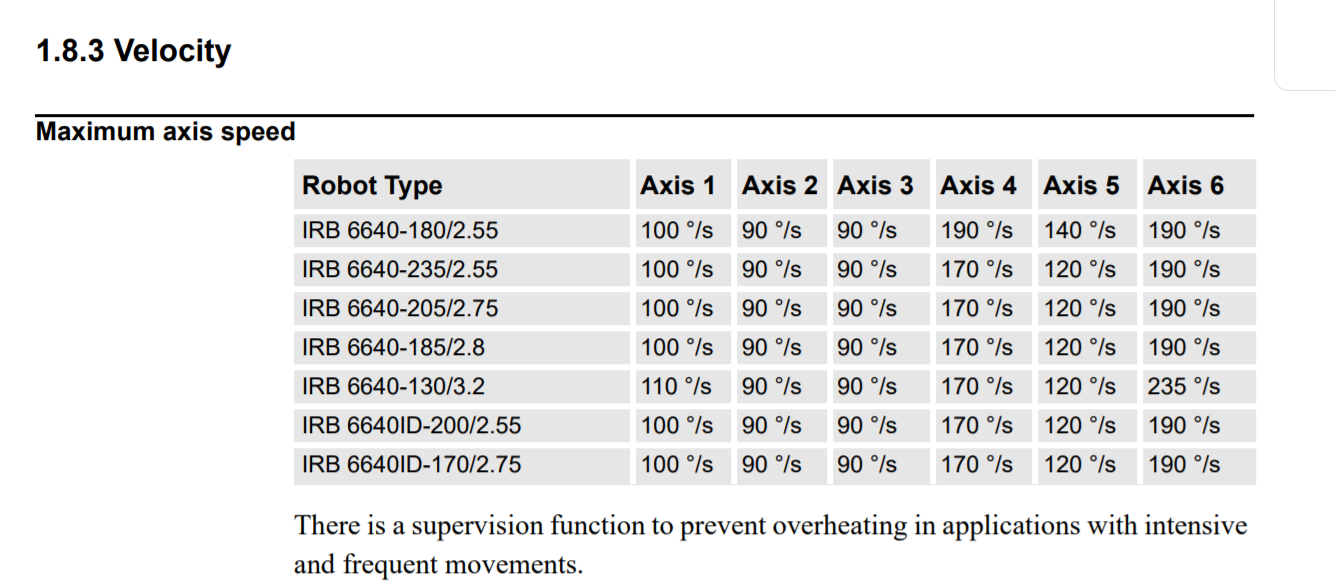 1.8.3 Velocity
Maximum axis speed
Robot Type Axis 1 Axis 2 Axis 3 Axis 4 Axis 5 Axis 6
IRB 6640-180/2.55 100 °/s 90 °/s 90 °/s 190 °/s 140 °/s 190 °/s
IRB 6640-235/2.55 100 °/s 90 °/s 90 °/s 170 °/s 120 °/s 190 °/s
IRB 6640-205/2.75 100 °/s 90 °/s 90 °/s 170 °/s 120 °/s 190 °/s
IRB 6640-185/2.8 100 °/s 90 °/s 90 °/s 170 °/s 120 °/s 190 °/s
IRB 6640-130/3.2 110 °/s 90 °/s 90 °/s 170 °/s 120 °/s 235 °/s
IRB 6640ID-200/2.55 100 °/s 90 °/s 90 °/s 170 °/s 120 °/s 190 °/s
IRB 6640ID-170/2.75 100 °/s 90 °/s 90 °/s 170 °/s 120 °/s 190 °/s
There is a supervision function to prevent overheating in applications with intensive
and frequent movements.